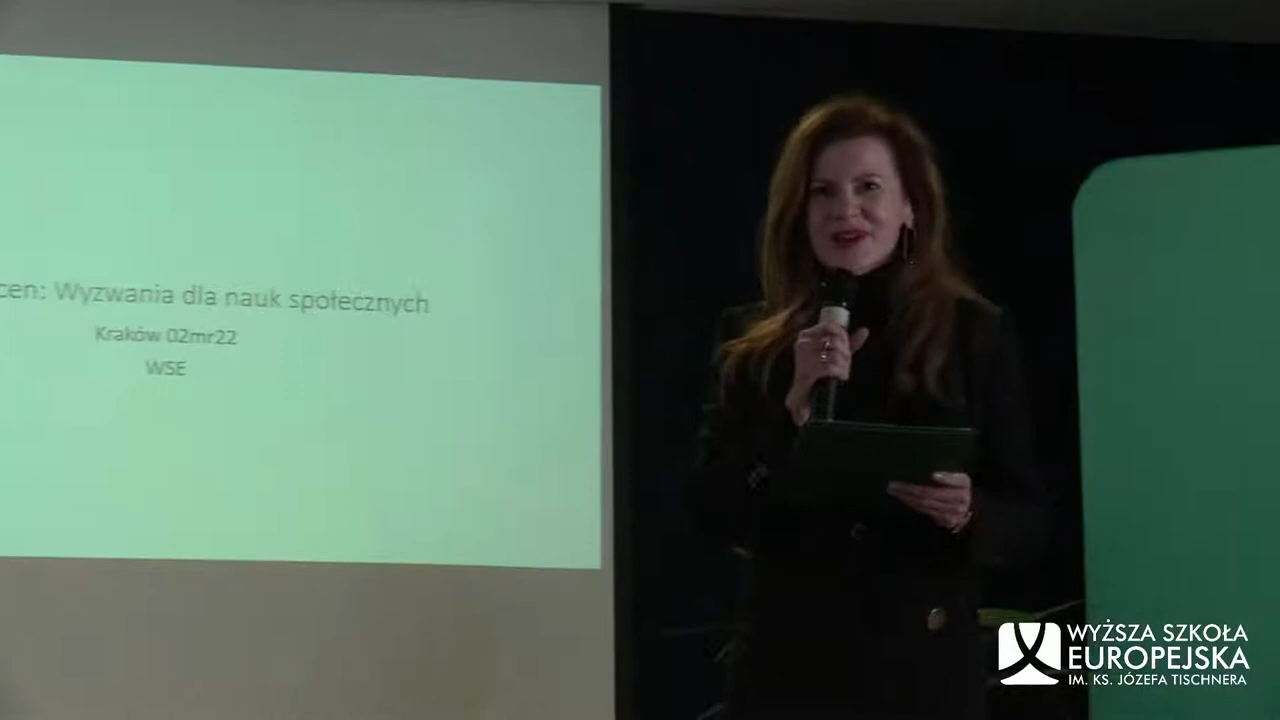 cen: Wyzwania dla nauk społecznych
Kraków 02mr22
WSE
WYŻSZA SZKOŁA
EUROPEJSKA
IM. KS. JÓZEFA TISCHNERA